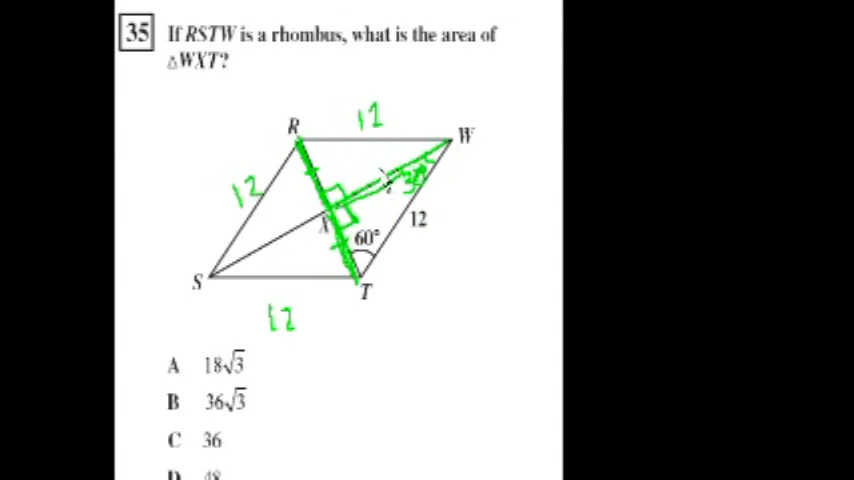 35 If RSTW is a rhombus, what is the area of
△WXT?
12
R
W
12
30
X
12
60°
S
T
12
A 18√3
B 36√3
C 36
D 48